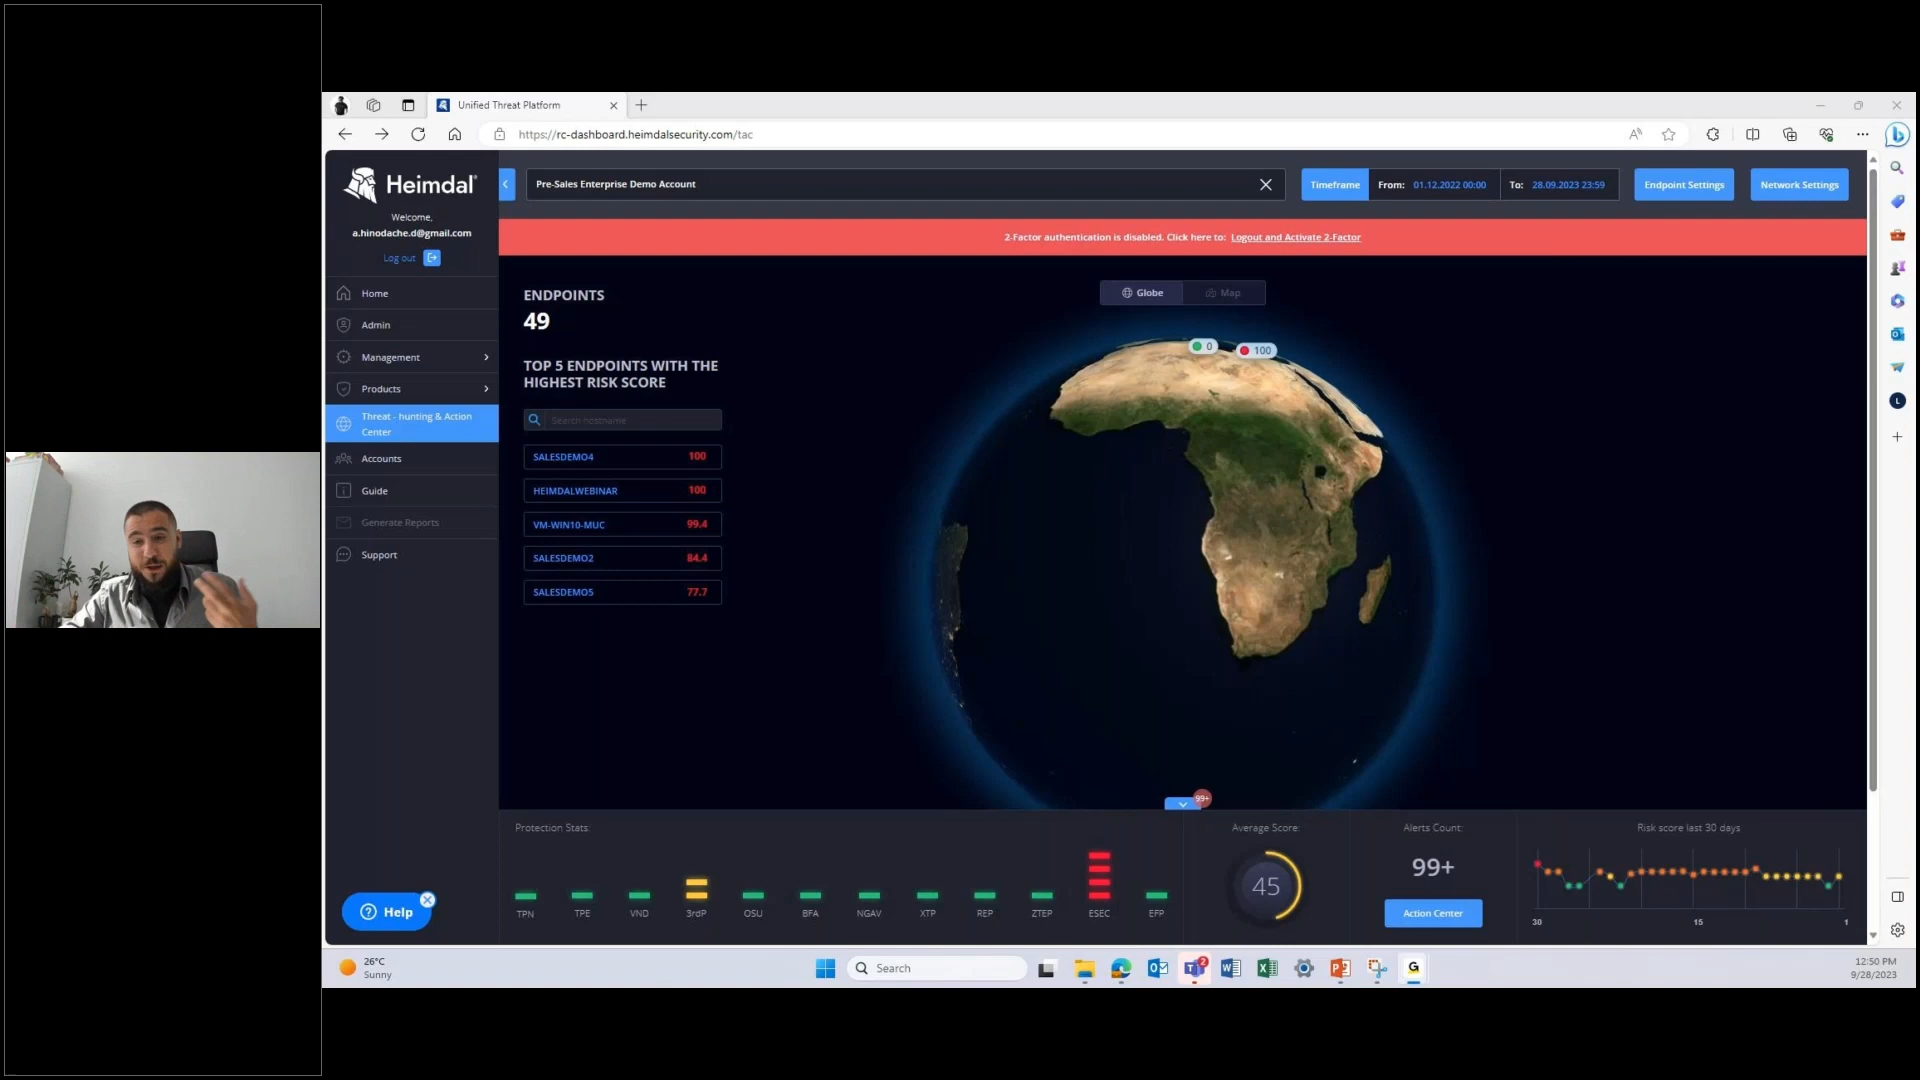 Unified Threat Platform
https://rc-dashboard.heimdalsecurity.com/tac
Heimdal®
Welcome,
a.hinodache.d@gmail.com
Log out
Home
Admin
Management
Products
Threat - hunting & Action
Center
Accounts
Guide
Generate Reports
Support
Help
Pre-Sales Enterprise Demo Account
Timeframe
From: 01.12.2022 00:00
To: 28.09.2023 23:59
Endpoint Settings
Network Settings
2-Factor authentication is disabled. Click here to: Logout and Activate 2-Factor
ENDPOINTS
49
TOP 5 ENDPOINTS WITH THE
HIGHEST RISK SCORE
Search hostname
SALESDEMO4 100
HEIMDALWEBINAR 100
VM-WIN10-MUC 99.4
SALESDEMO2 84.4
SALESDEMO5 77.7
Globe
Map
0
100
99+
Protection Stats:
TPN TPE VND 3rdP OSU BFA NGAV XTP REP ZTEP ESEC EFP
Average Score:
45
Alerts Count:
99+
Action Center
Risk score last 30 days
30 15 1
26°C
Sunny
Search
2
12:50 PM
9/28/2023
L